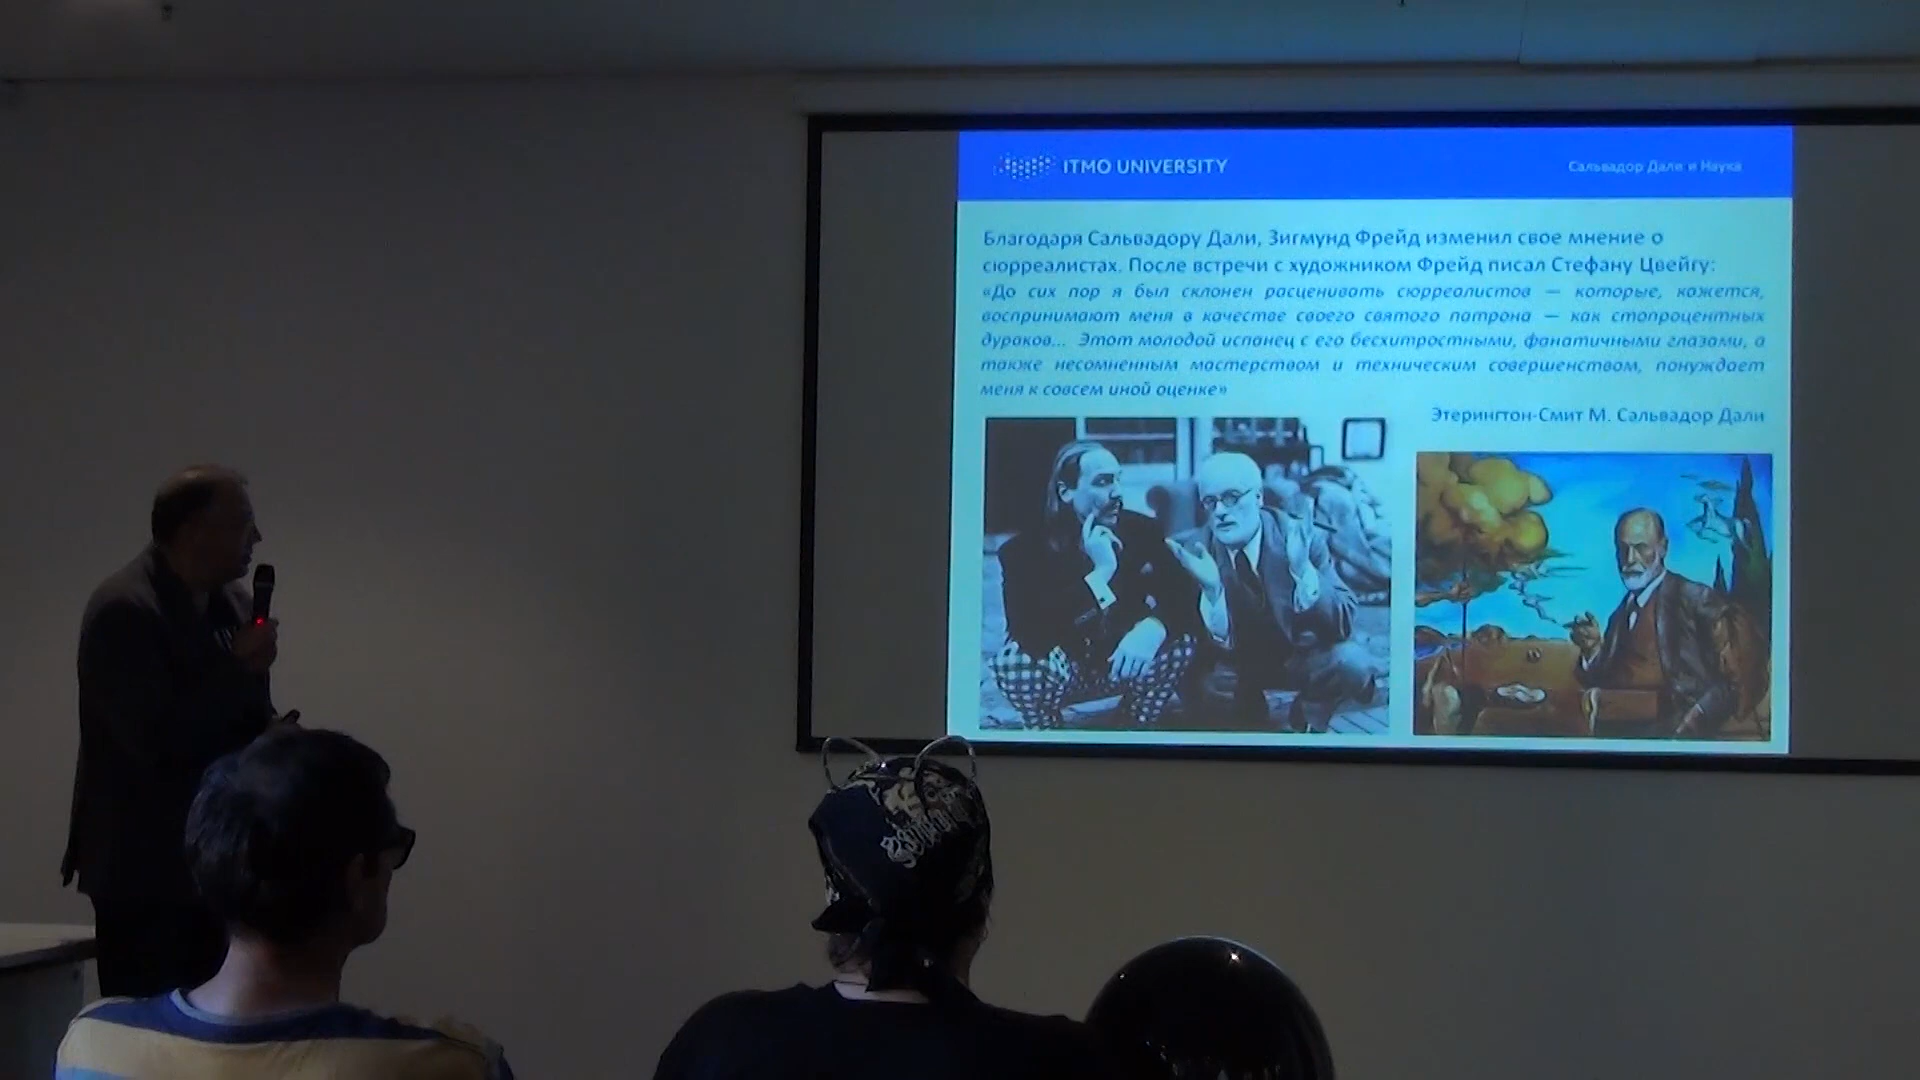 ITMO UNIVERSITY
Сальвадор Дали и Наука
Благодаря Сальвадору Дали, Зигмунд Фрейд изменил свое мнение о
сюрреалистах. После встречи с художником Фрейд писал Стефану Цвейгу:
«До сих пор я был склонен расценивать сюрреалистов — которые, кажется,
воспринимают меня в качестве своего святого патрона — как стопроцентных
дураков... Этот молодой испанец с его бесхитростными, фанатичными глазами, а
также несомненным мастерством и техническим совершенством, понуждает
меня к совсем иной оценке»
Этерингтон-Смит М. Сальвадор Дали